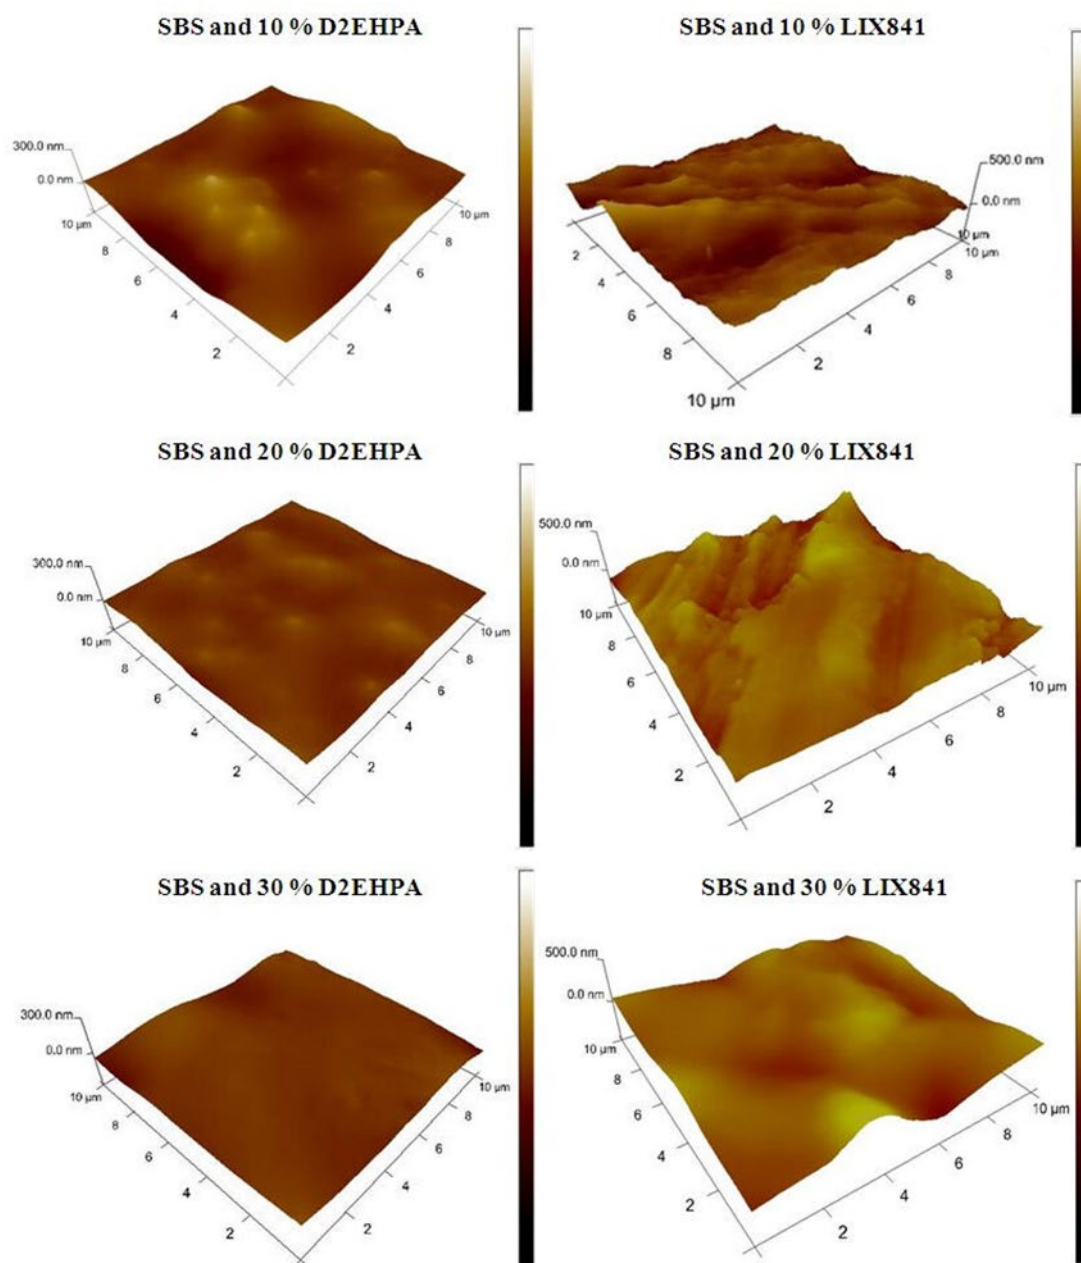 SBS and 10 % D2EHPA
300.0 nm
0.0 nm
10 µm
8
6
4
2
2
4
6
8
10 µm
SBS and 10 % LIX841
500.0 nm
0.0 nm
2
4
6
8
10 µm
2
4
6
8
10 µm
10 µm
SBS and 20 % D2EHPA
300.0 nm
0.0 nm
10 µm
8
6
4
2
2
4
6
8
10 µm
SBS and 20 % LIX841
500.0 nm
0.0 nm
10 µm
8
6
4
2
2
4
6
8
10 µm
SBS and 30 % D2EHPA
300.0 nm
0.0 nm
10 µm
8
6
4
2
2
4
6
8
10 µm
SBS and 30 % LIX841
500.0 nm
0.0 nm
10 µm
8
6
4
2
2
4
6
8
10 µm